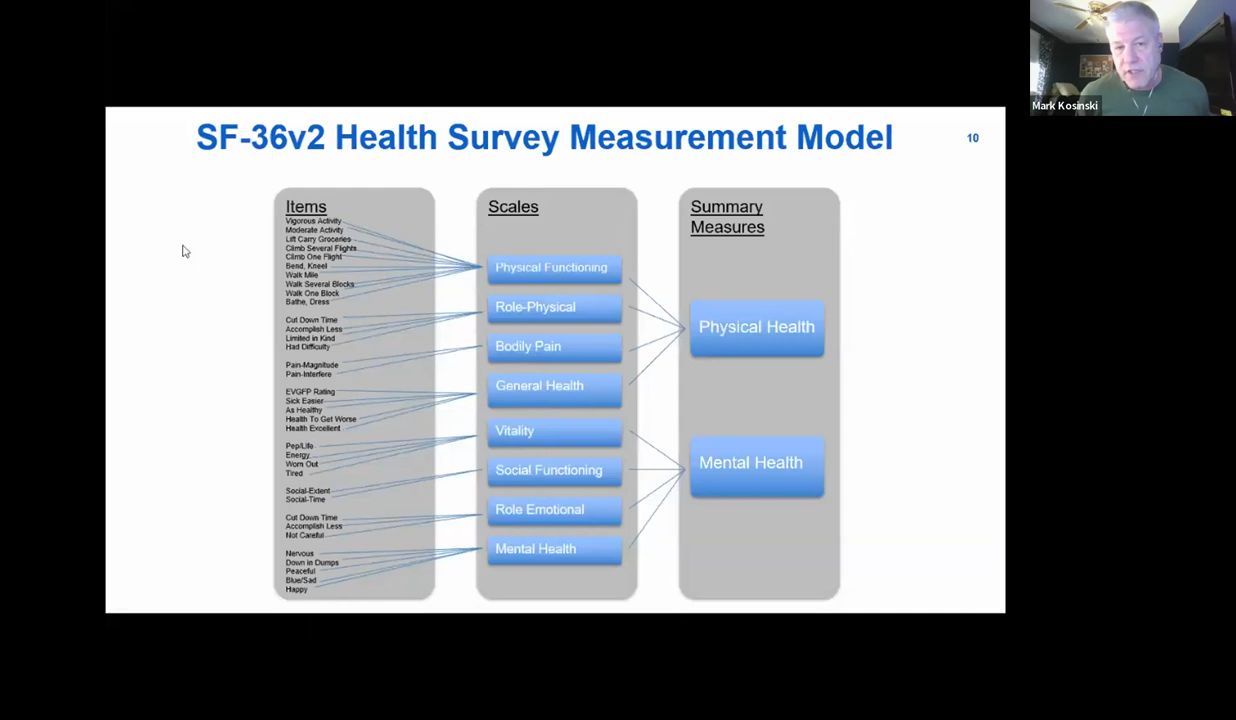 SF-36v2 Health Survey Measurement Model
10
Mark Kosinski
Items
Vigorous Activity
Moderate Activity
Lift Carry Groceries
Climb Several Flights
Climb One Flight
Bend, Kneel
Walk Mile
Walk Several Blocks
Walk One Block
Bathe, Dress
Cut Down Time
Accomplish Less
Limited in Kind
Had Difficulty
Pain-Magnitude
Pain-Interfere
EVGFP Rating
Sick Easier
As Healthy
Health To Get Worse
Health Excellent
Pep/Life
Energy
Worn Out
Tired
Social-Extent
Social-Time
Cut Down Time
Accomplish Less
Not Careful
Nervous
Down in Dumps
Peaceful
Blue/Sad
Happy
Scales
Physical Functioning
Role-Physical
Bodily Pain
General Health
Vitality
Social Functioning
Role Emotional
Mental Health
Summary
Measures
Physical Health
Mental Health